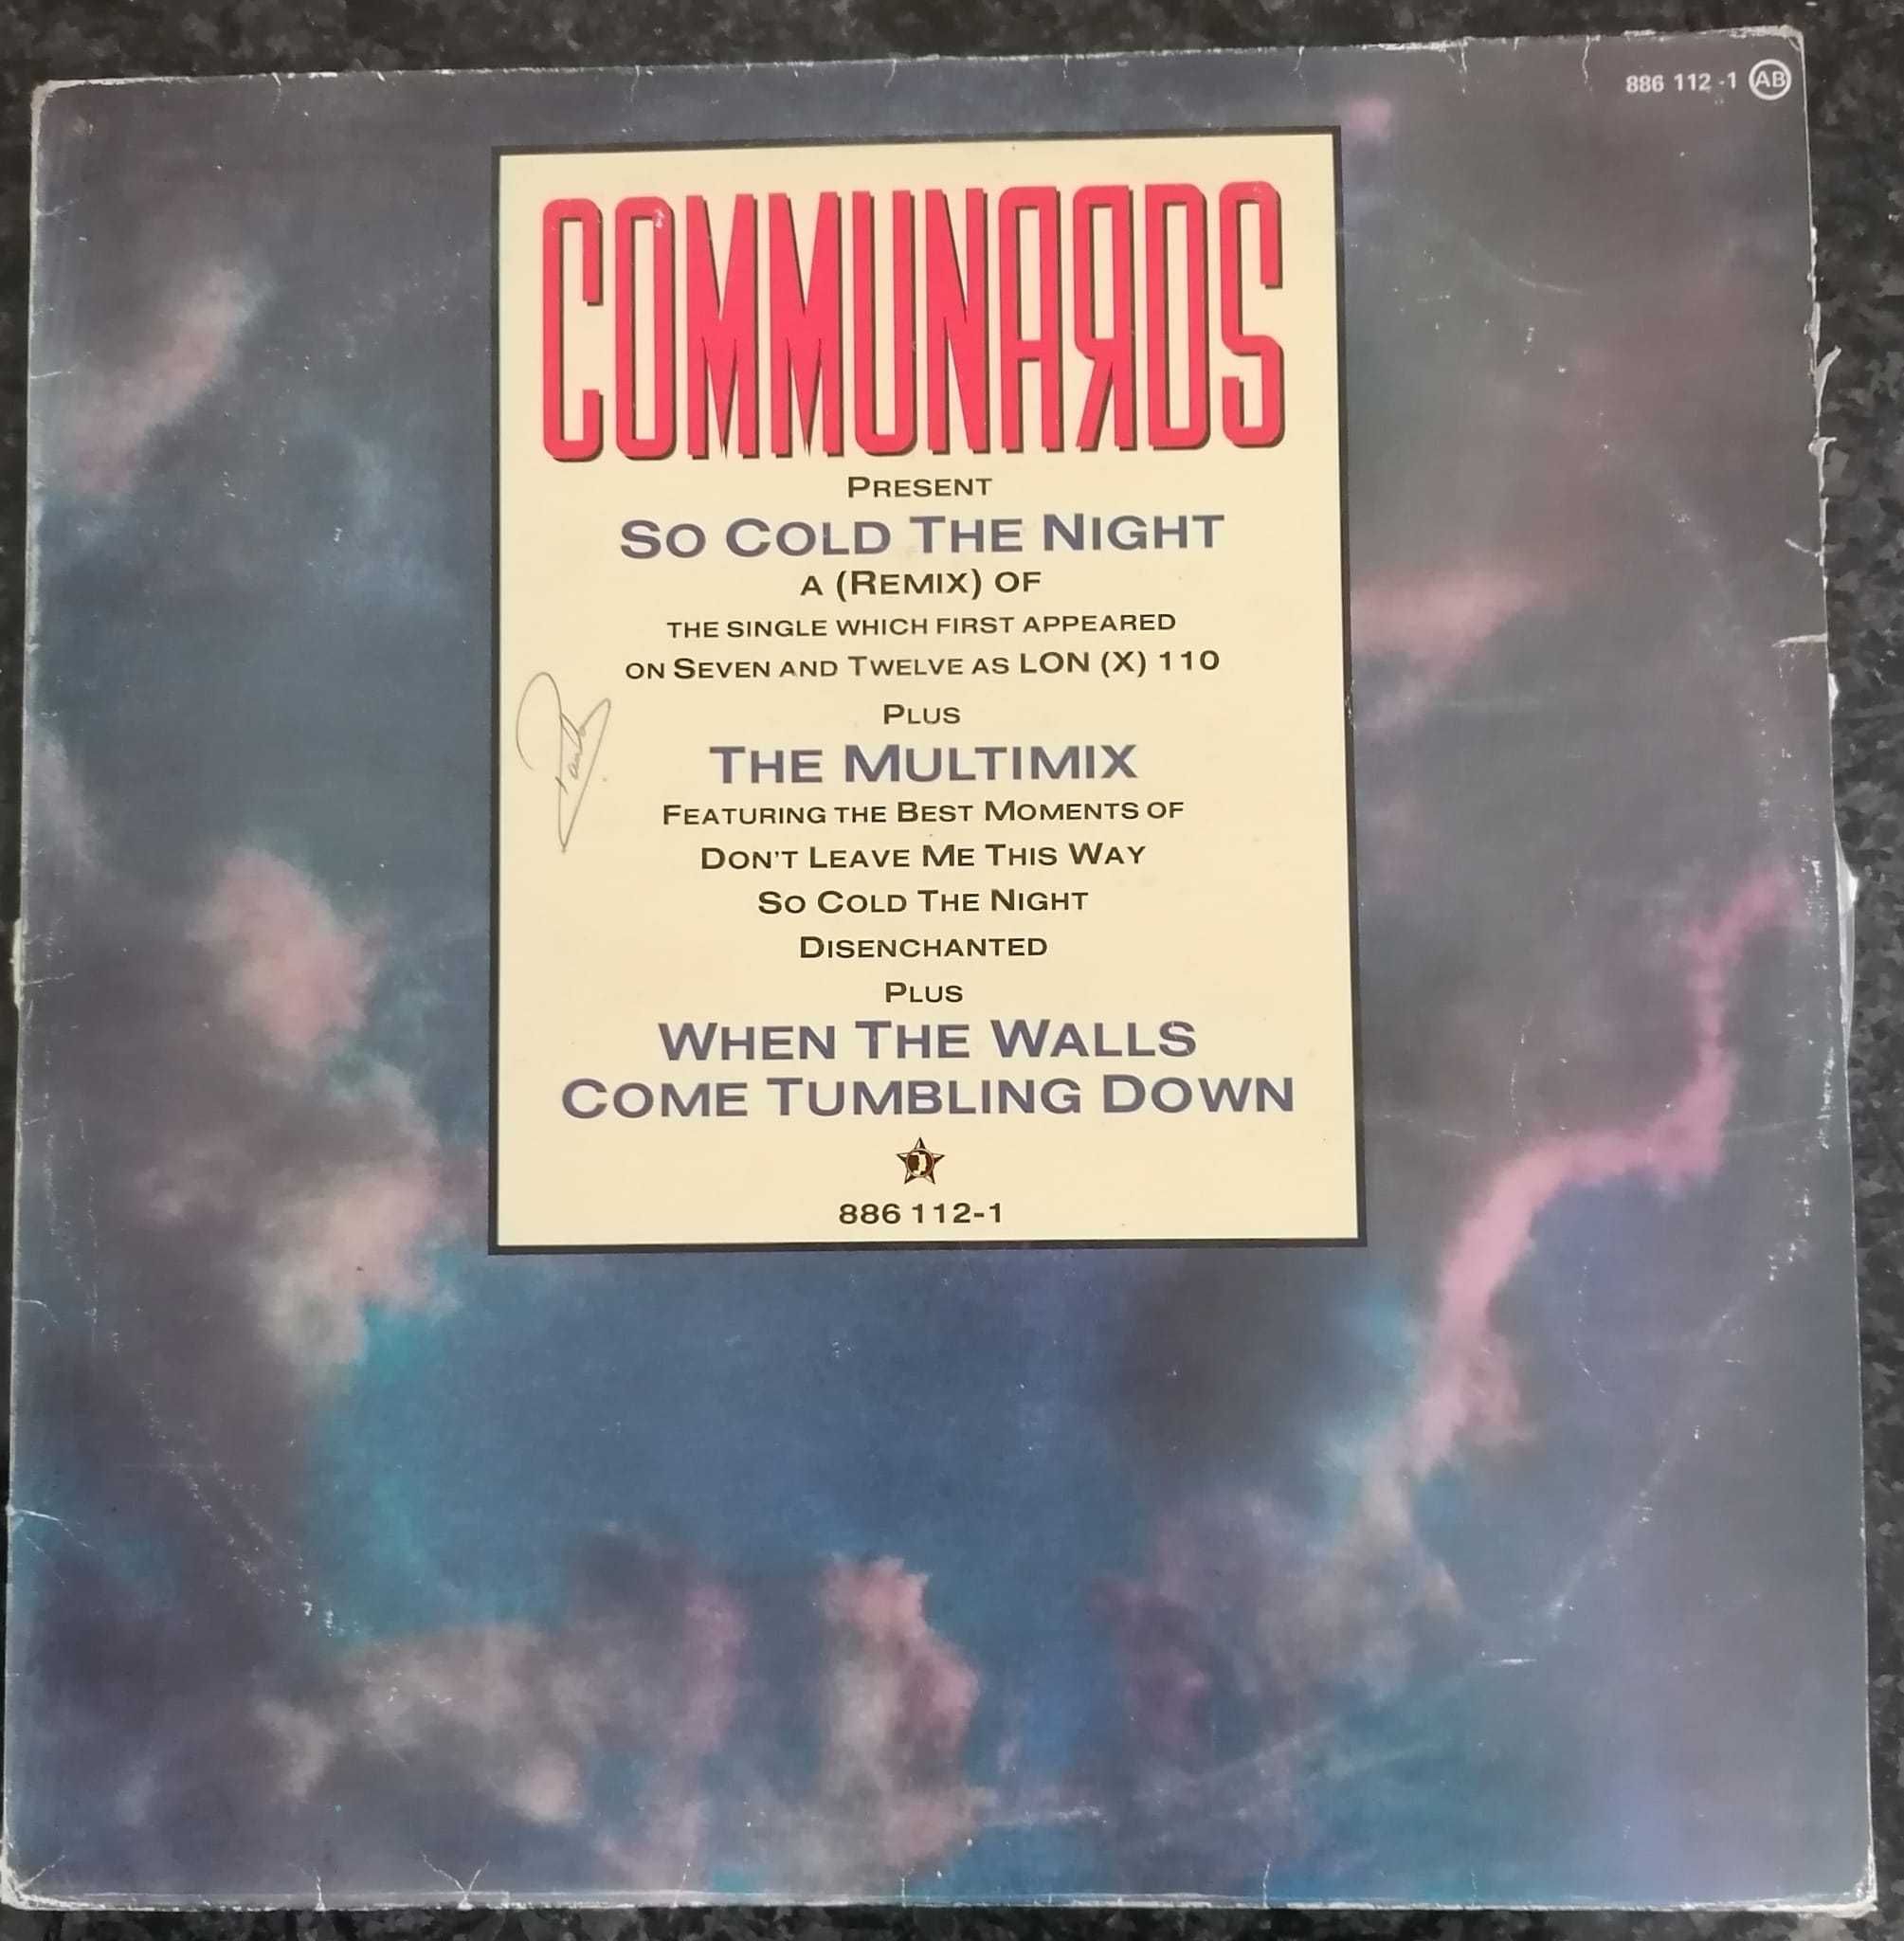 886 112 -1 AB
COMMUNARDS
PRESENT
SO COLD THE NIGHT
A (REMIX) OF
THE SINGLE WHICH FIRST APPEARED
ON SEVEN AND TWELVE AS LON (X) 110
PLUS
THE MULTIMIX
FEATURING THE BEST MOMENTS OF
DON'T LEAVE ME THIS WAY
SO COLD THE NIGHT
DISENCHANTED
PLUS
WHEN THE WALLS
COME TUMBLING DOWN
886 112-1